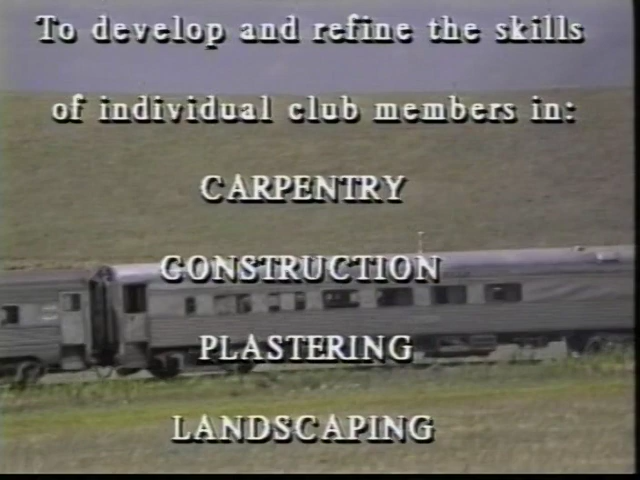 To develop and refine the skills
of individual club members in:
CARPENTRY
CONSTRUCTION
PLASTERING
LANDSCAPING